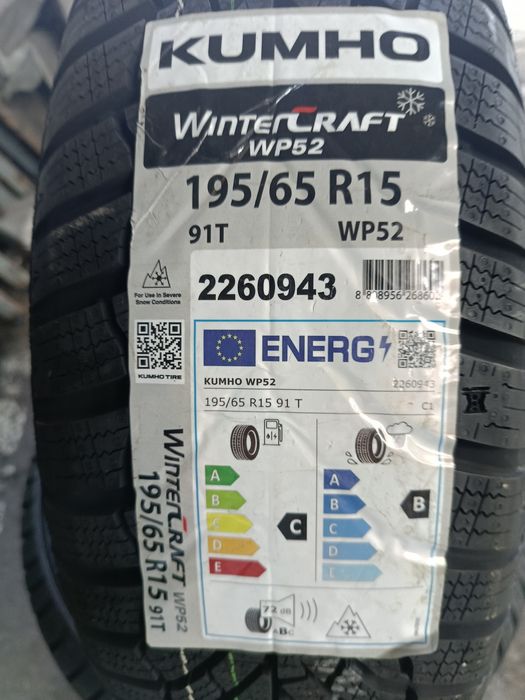 KUMHO
WINTERCRAFT
WP52
195/65 R15
91T WP52
For Use in Severe
Snow Conditions
2260943
KUMHO TIRE
ENERG
KUMHO WP52 2260943
195/65 R15 91 T C1
A A
B B
C C
D D
E E
C
B
72 dB
ABC
WINTERCRAFT WP52
195/65 R15 91T